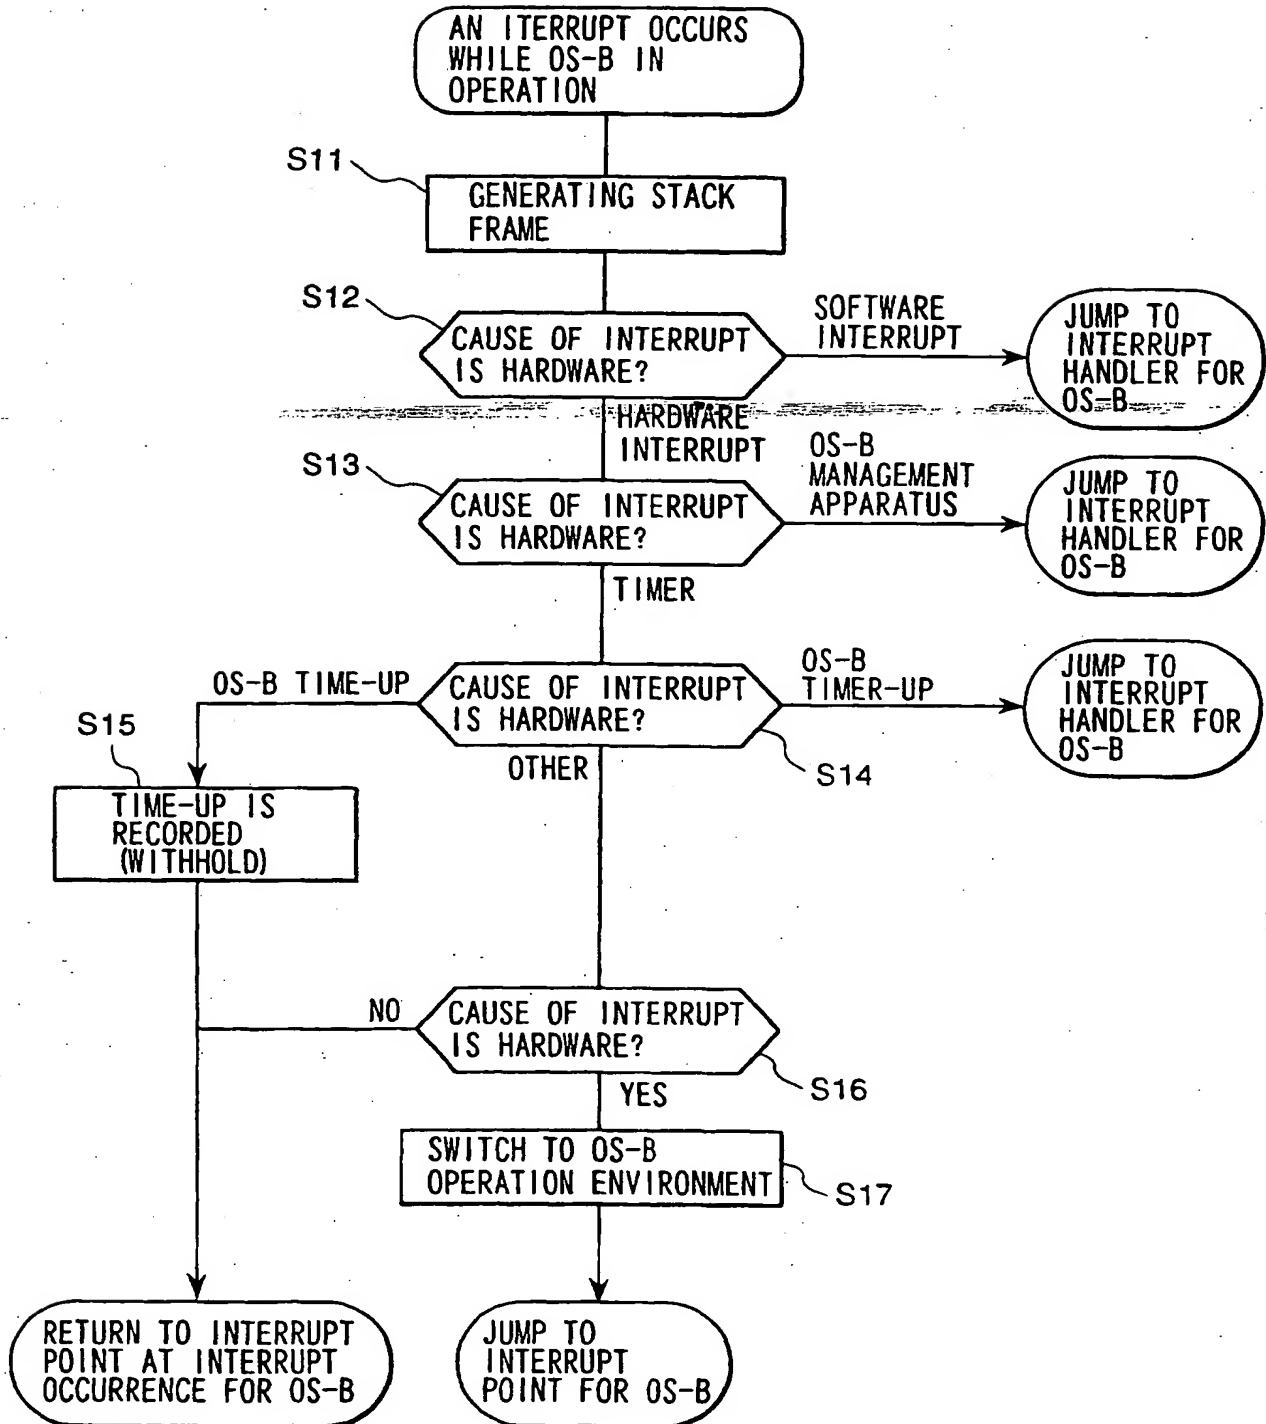 AN ITERRUPT OCCURS
WHILE OS-B IN
OPERATION
S11
GENERATING STACK
FRAME
S12
CAUSE OF INTERRUPT
IS HARDWARE?
SOFTWARE
INTERRUPT
JUMP TO
INTERRUPT
HANDLER FOR
OS-B
HARDWARE
INTERRUPT
S13
CAUSE OF INTERRUPT
IS HARDWARE?
OS-B
MANAGEMENT
APPARATUS
JUMP TO
INTERRUPT
HANDLER FOR
OS-B
TIMER
OS-B TIME-UP
CAUSE OF INTERRUPT
IS HARDWARE?
OS-B
TIMER-UP
JUMP TO
INTERRUPT
HANDLER FOR
OS-B
S14
S15
OTHER
TIME-UP IS
RECORDED
(WITHHOLD)
NO
CAUSE OF INTERRUPT
IS HARDWARE?
S16
YES
SWITCH TO OS-B
OPERATION ENVIRONMENT
S17
RETURN TO INTERRUPT
POINT AT INTERRUPT
OCCURRENCE FOR OS-B
JUMP TO
INTERRUPT
POINT FOR OS-B